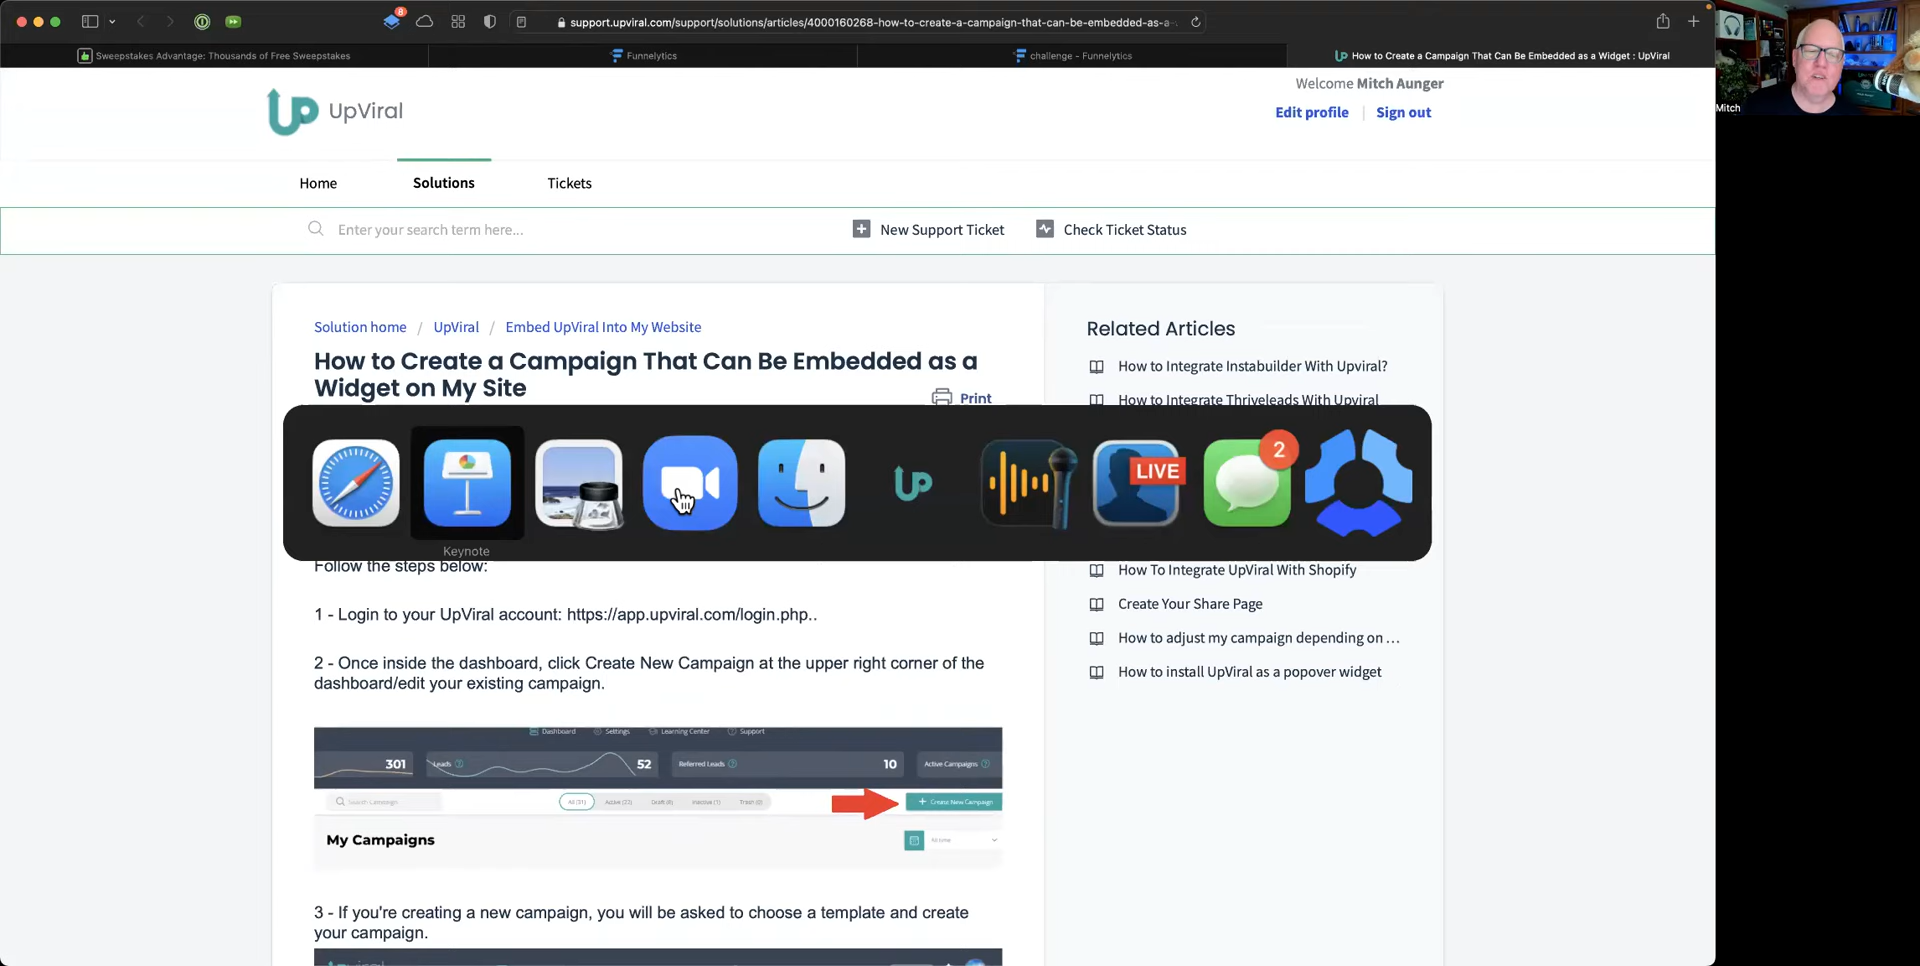 8
support.upviral.com/support/solutions/articles/4000160268-how-to-create-a-campaign-that-can-be-embedded-as-a-
Sweepstakes Advantage: Thousands of Free Sweepstakes
Funnelytics
challenge - Funnelytics
How to Create a Campaign That Can Be Embedded as a Widget : UpViral
Mitch
Welcome Mitch Aunger
Edit profile
Sign out
UpViral
Home
Solutions
Tickets
Enter your search term here...
New Support Ticket
Check Ticket Status
Solution home / UpViral / Embed UpViral Into My Website
How to Create a Campaign That Can Be Embedded as a
Widget on My Site
Print
Related Articles
How to Integrate Instabuilder With Upviral?
How to Integrate Thriveleads With Upviral
UP
LIVE
2
Keynote
Follow the steps below:
How To Integrate UpViral With Shopify
Create Your Share Page
How to adjust my campaign depending on ...
How to install UpViral as a popover widget
1 - Login to your UpViral account: https://app.upviral.com/login.php..
2 - Once inside the dashboard, click Create New Campaign at the upper right corner of the
dashboard/edit your existing campaign.
Dashboard
Settings
Learning Center
Support
301
Leads
52
Referred Leads
10
Active Campaigns
Search Campaign
All (51)
Create New Campaign
My Campaigns
All time
3 - If you're creating a new campaign, you will be asked to choose a template and create
your campaign.